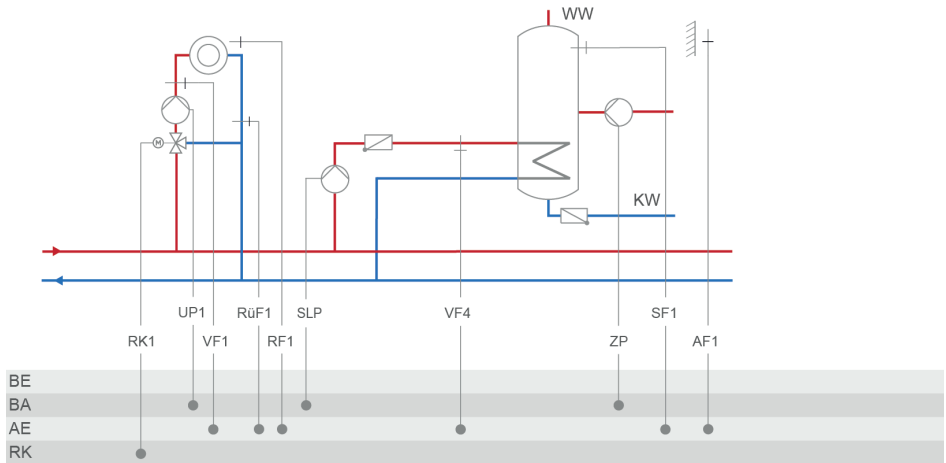 WW
M
KW
UP1 RüF1 SLP VF4 SF1
RK1 VF1 RF1 ZP AF1
BE
BA
AE
RK